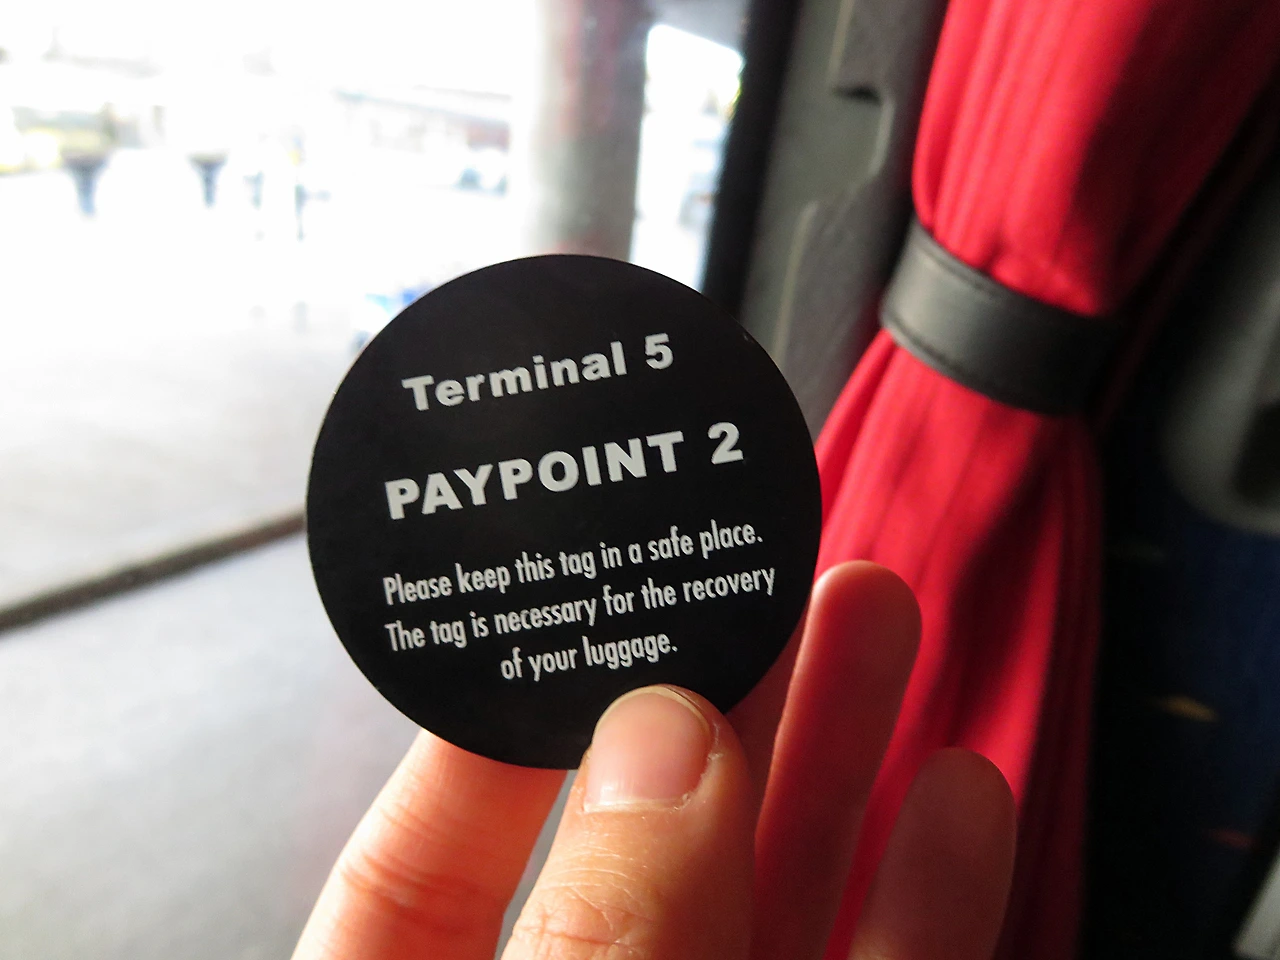 Terminal 5
PAYPOINT 2
Please keep this tag in a safe place.
The tag is necessary for the recovery
of your luggage.